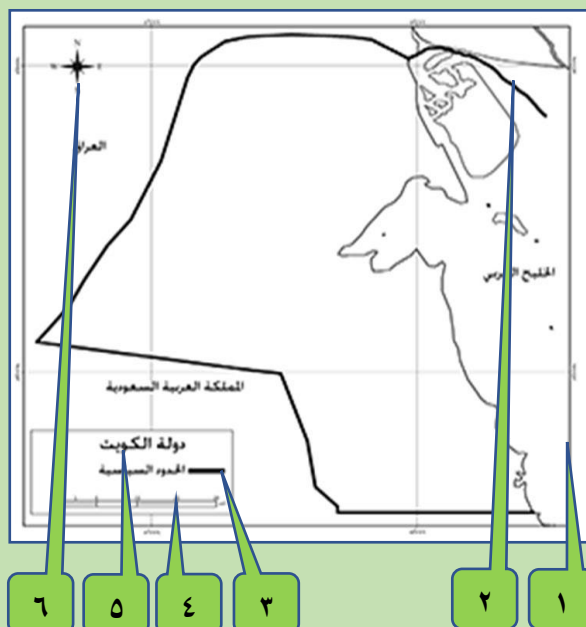 N
العراق
الخليج العربي
المملكة العربية السعودية
دولة الكويت
الحدود السياسية
٦ ٥ ٤ ٣ ٢ ١